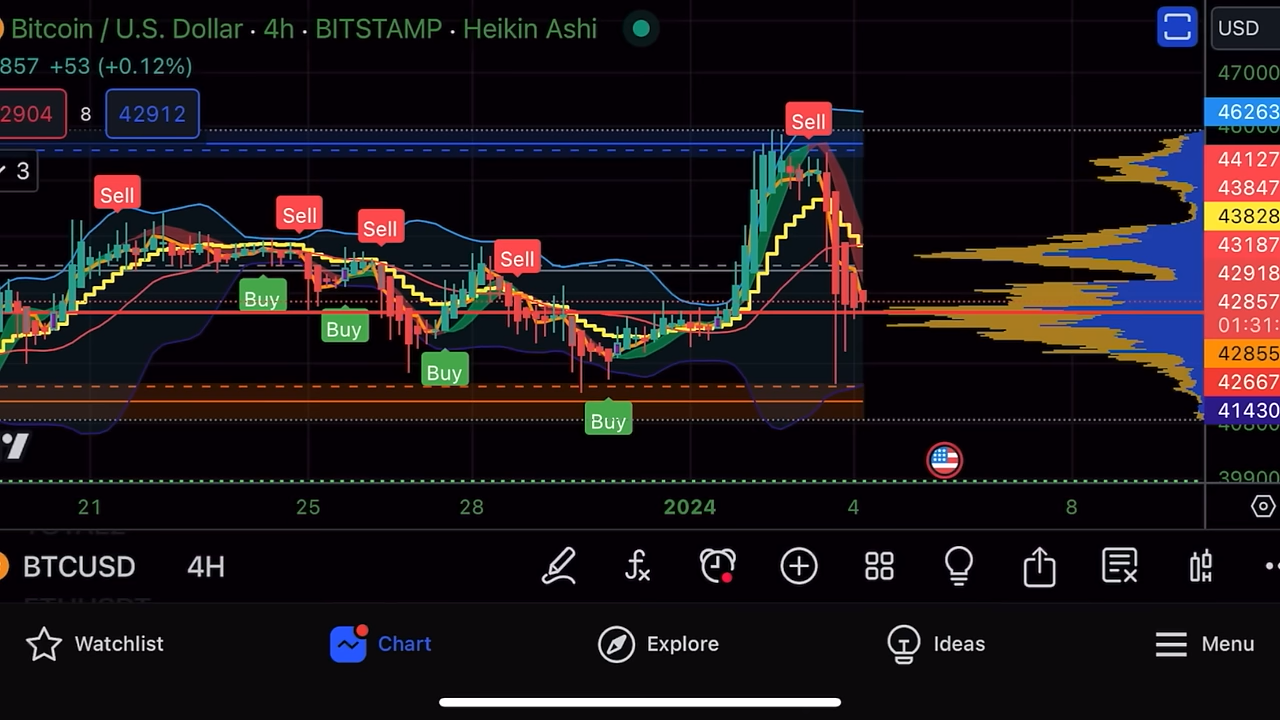 Bitcoin / U.S. Dollar · 4h · BITSTAMP · Heikin Ashi
USD
857 +53 (+0.12%)
47000
2904 8 42912
46263
Sell
3
44127
Sell
43847
Sell
43828
Sell
43187
Sell
42918
Buy
42857
Buy
01:31:
42855
Buy
42667
Buy
41430
39900
21 25 28 2024 4 8
BTCUSD 4H
Watchlist Chart Explore Ideas Menu